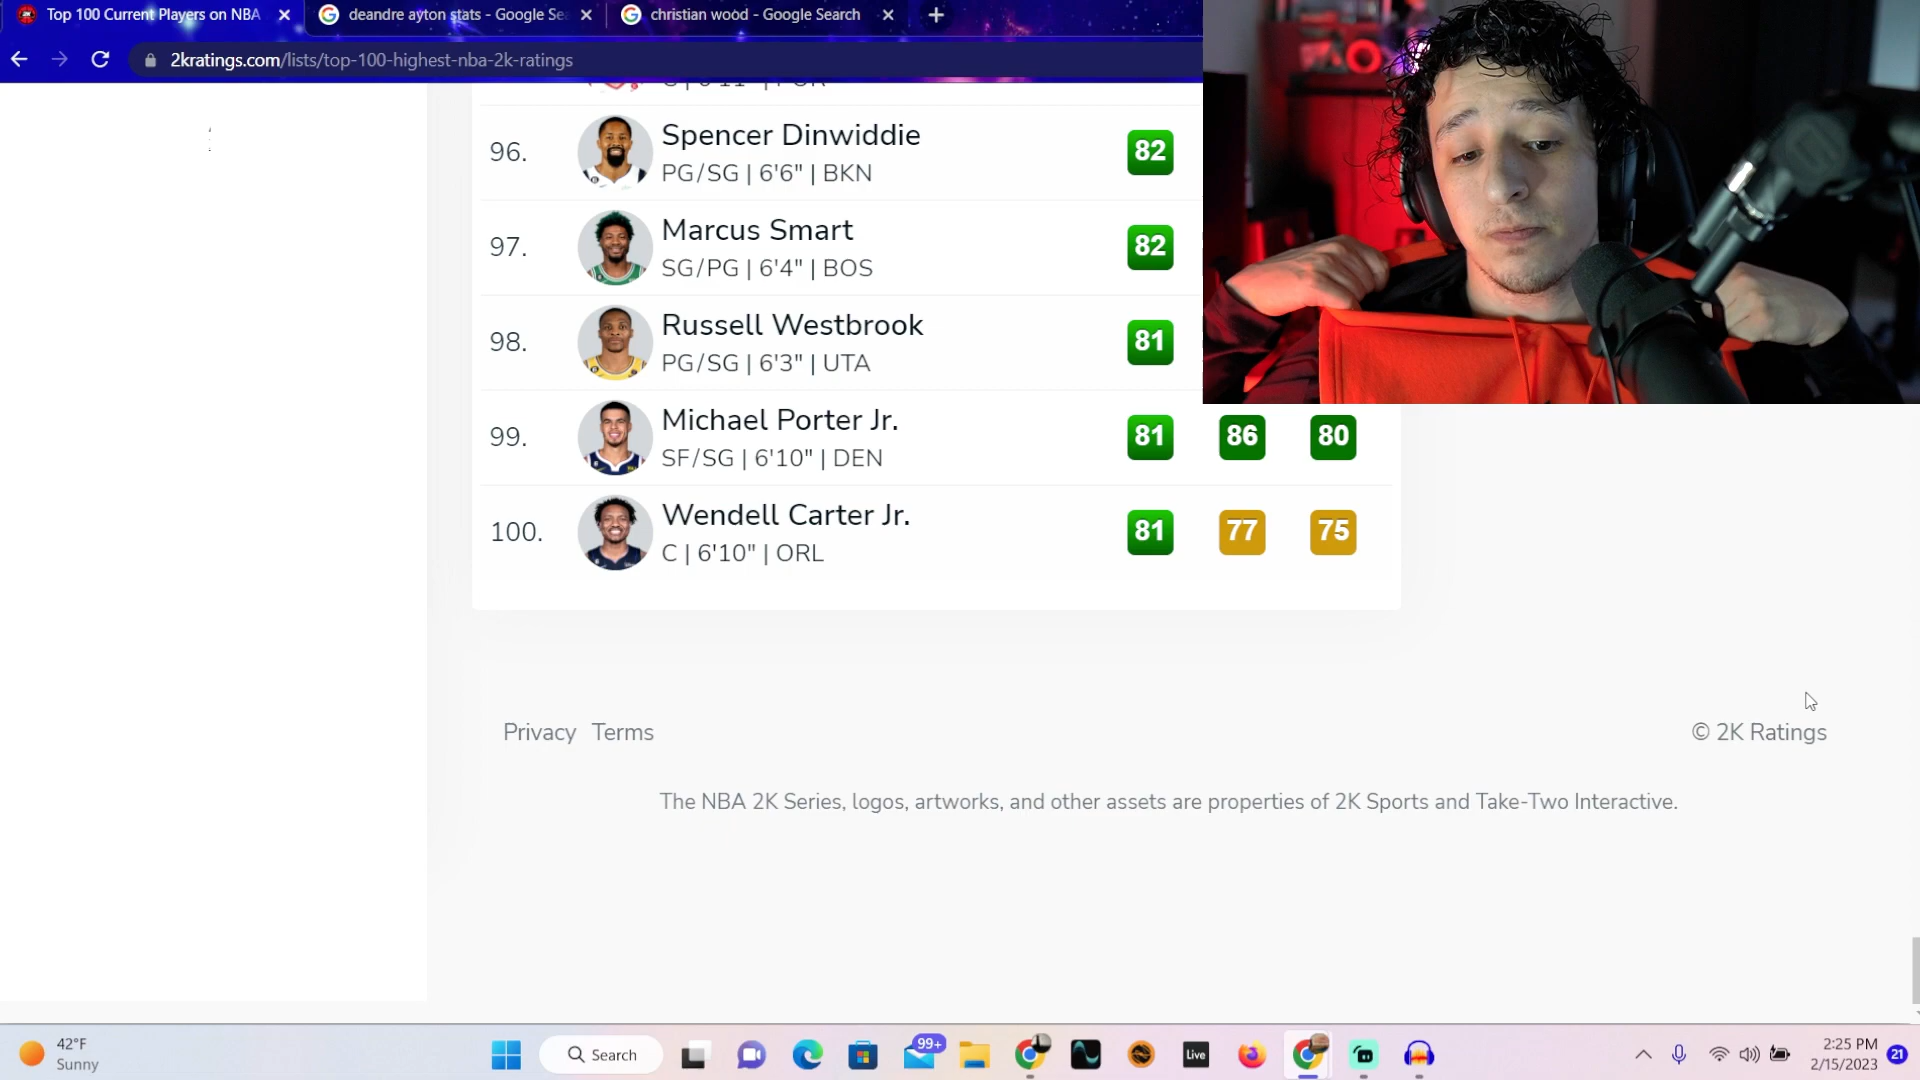 Top 100 Current Players on NBA
deandre ayton stats - Google Se
christian wood - Google Search
2kratings.com/lists/top-100-highest-nba-2k-ratings
96.
Spencer Dinwiddie
82
PG/SG | 6'6" | BKN
97.
Marcus Smart
82
SG/PG | 6'4" | BOS
98.
Russell Westbrook
81
PG/SG | 6'3" | UTA
99.
Michael Porter Jr.
81 86 80
SF/SG | 6'10" | DEN
100.
Wendell Carter Jr.
81 77 75
C | 6'10" | ORL
Privacy Terms
© 2K Ratings
The NBA 2K Series, logos, artworks, and other assets are properties of 2K Sports and Take-Two Interactive.
42°F
Sunny
Search
99+
Live
2:25 PM
2/15/2023
21